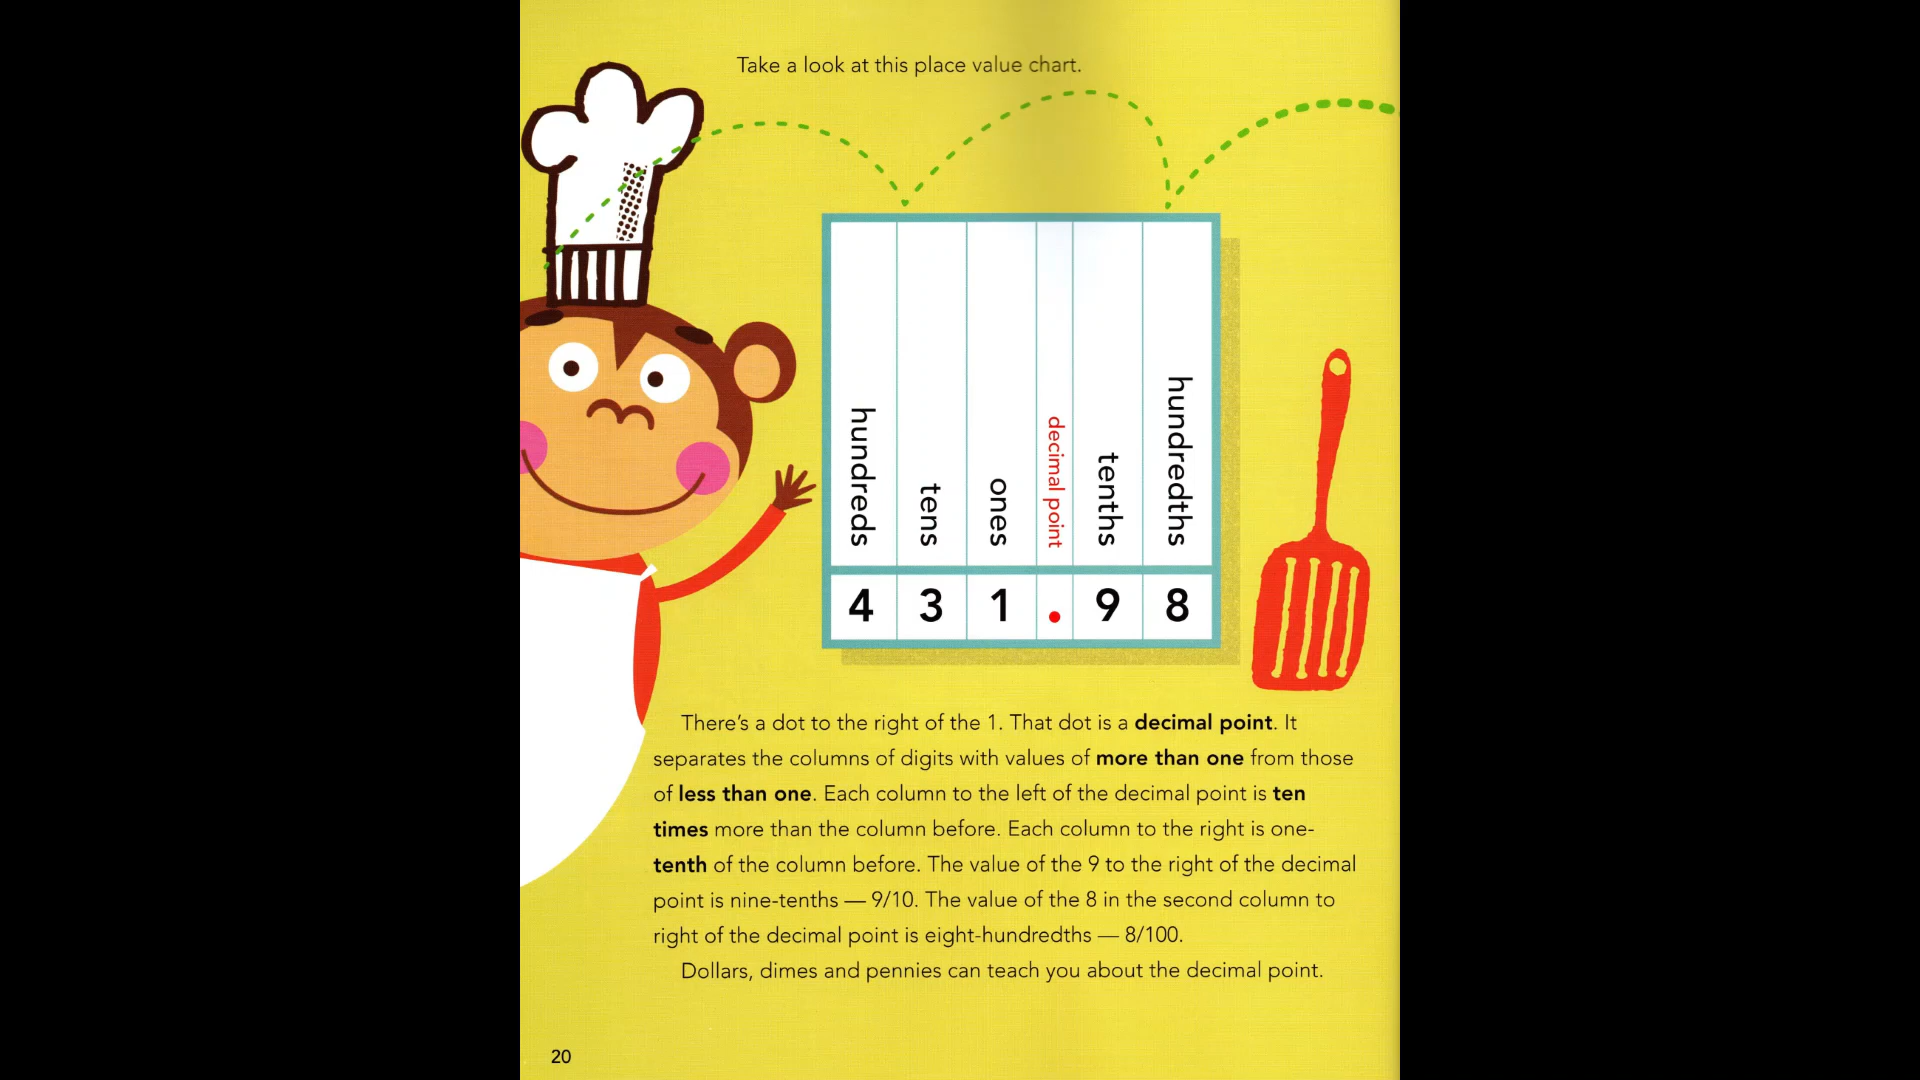 Take a look at this place value chart.
hundreds
tens
ones
decimal point
tenths
hundredths
4 3 1 . 9 8
There's a dot to the right of the 1. That dot is a decimal point. It
separates the columns of digits with values of more than one from those
of less than one. Each column to the left of the decimal point is ten
times more than the column before. Each column to the right is one-
tenth of the column before. The value of the 9 to the right of the decimal
point is nine-tenths — 9/10. The value of the 8 in the second column to
right of the decimal point is eight-hundredths — 8/100.
Dollars, dimes and pennies can teach you about the decimal point.
20